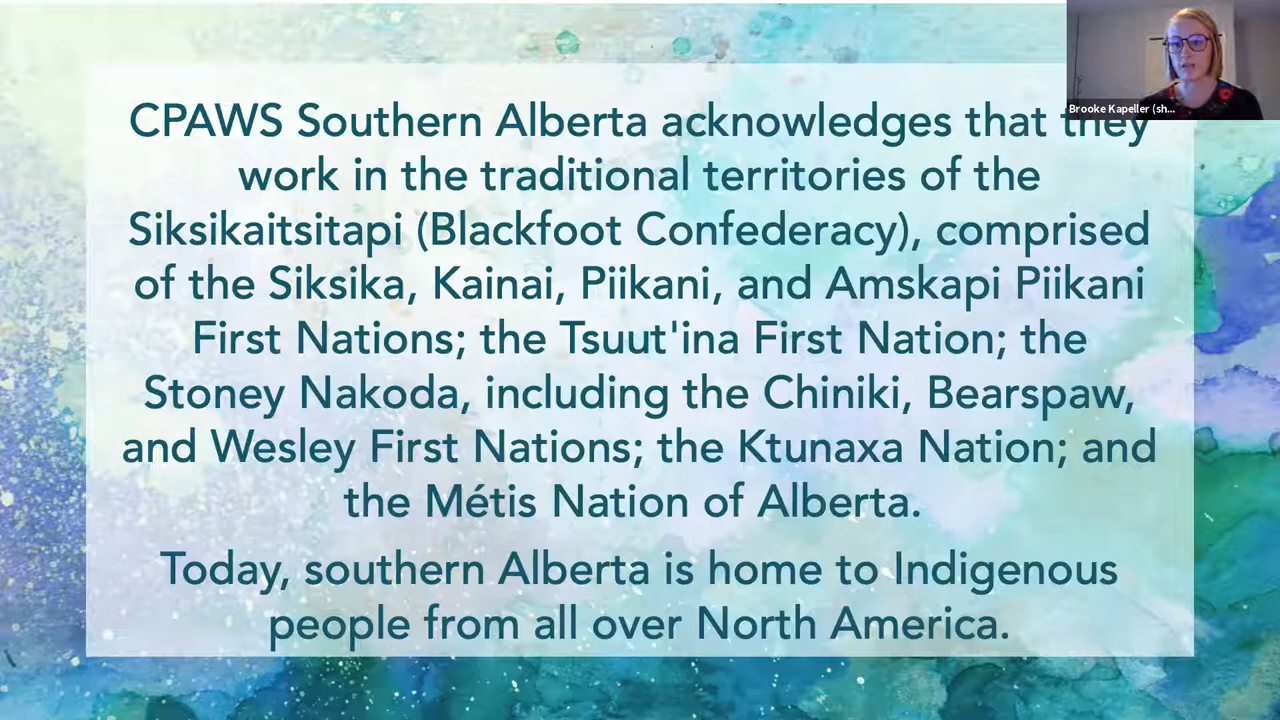 CPAWS Southern Alberta acknowledges that they
work in the traditional territories of the
Siksikaitsitapi (Blackfoot Confederacy), comprised
of the Siksika, Kainai, Piikani, and Amskapi Piikani
First Nations; the Tsuut'ina First Nation; the
Stoney Nakoda, including the Chiniki, Bearspaw,
and Wesley First Nations; the Ktunaxa Nation; and
the Métis Nation of Alberta.
Today, southern Alberta is home to Indigenous
people from all over North America.
Brooke Kapeller (sh...